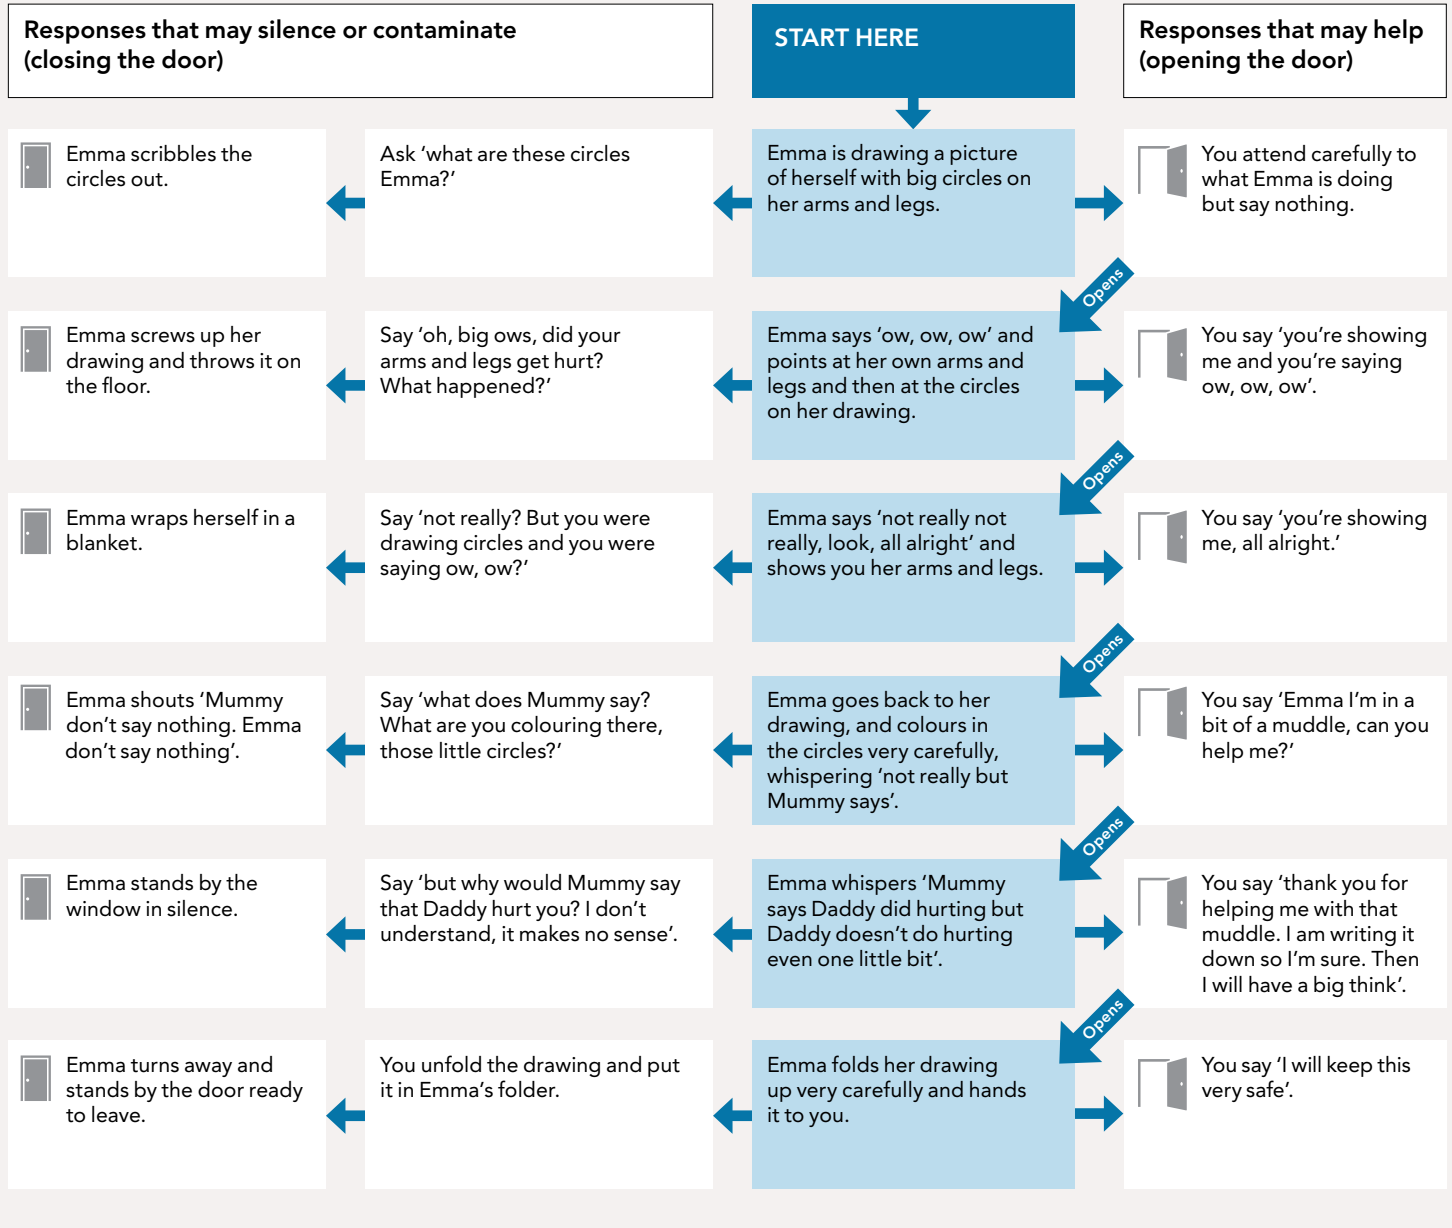 Responses that may silence or contaminate
(closing the door)
START HERE
Responses that may help
(opening the door)
Emma scribbles the
circles out.
Ask ‘what are these circles
Emma?’
Emma is drawing a picture
of herself with big circles on
her arms and legs.
You attend carefully to
what Emma is doing
but say nothing.
Opens
Emma screws up her
drawing and throws it on
the floor.
Say ‘oh, big ows, did your
arms and legs get hurt?
What happened?’
Emma says ‘ow, ow, ow’ and
points at her own arms and
legs and then at the circles
on her drawing.
You say ‘you’re showing
me and you’re saying
ow, ow, ow’.
Opens
Emma wraps herself in a
blanket.
Say ‘not really? But you were
drawing circles and you were
saying ow, ow?’
Emma says ‘not really not
really, look, all alright’ and
shows you her arms and legs.
You say ‘you’re showing
me, all alright.’
Opens
Emma shouts ‘Mummy
don’t say nothing. Emma
don’t say nothing’.
Say ‘what does Mummy say?
What are you colouring there,
those little circles?’
Emma goes back to her
drawing, and colours in
the circles very carefully,
whispering ‘not really but
Mummy says’.
You say ‘Emma I’m in a
bit of a muddle, can you
help me?’
Opens
Emma stands by the
window in silence.
Say ‘but why would Mummy say
that Daddy hurt you? I don’t
understand, it makes no sense’.
Emma whispers ‘Mummy
says Daddy did hurting but
Daddy doesn’t do hurting
even one little bit’.
You say ‘thank you for
helping me with that
muddle. I am writing it
down so I’m sure. Then
I will have a big think’.
Opens
Emma turns away and
stands by the door ready
to leave.
You unfold the drawing and put
it in Emma’s folder.
Emma folds her drawing
up very carefully and hands
it to you.
You say ‘I will keep this
very safe’.